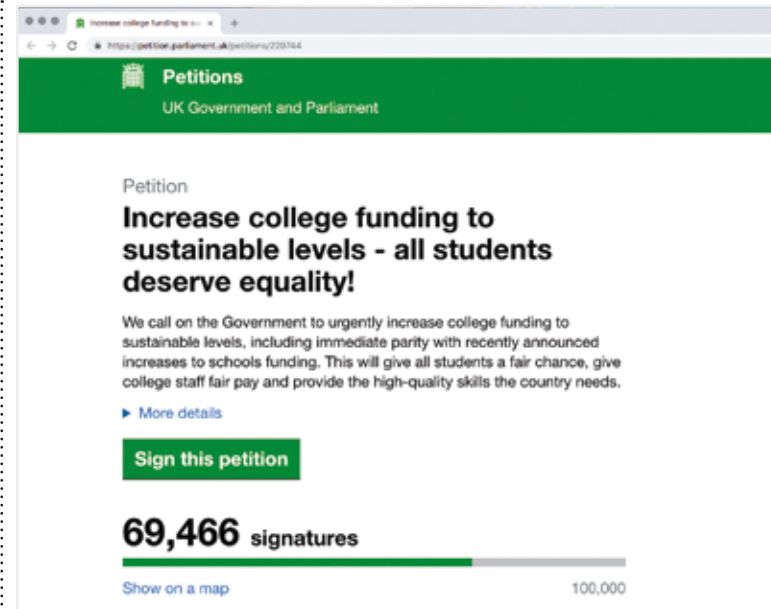 Increase college funding to su
https://petition.parliament.uk/petitions/229744
Petitions
UK Government and Parliament
Petition
Increase college funding to
sustainable levels - all students
deserve equality!
We call on the Government to urgently increase college funding to
sustainable levels, including immediate parity with recently announced
increases to schools funding. This will give all students a fair chance, give
college staff fair pay and provide the high-quality skills the country needs.
More details
Sign this petition
69,466 signatures
Show on a map 100,000